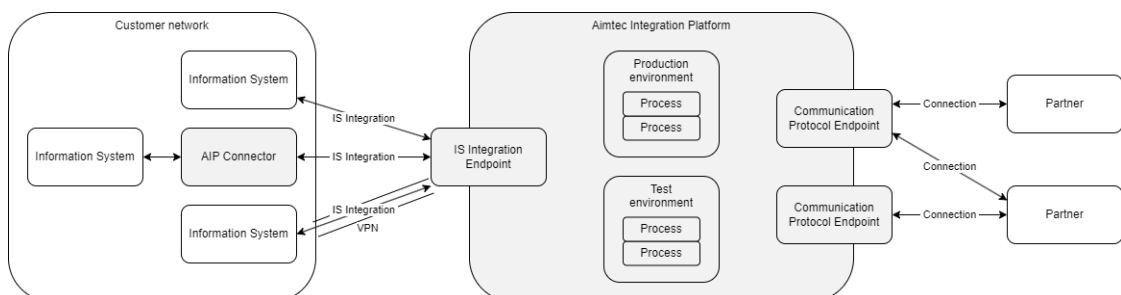 Customer network
Information System
Information System
AIP Connector
Information System
IS Integration
IS Integration
IS Integration
VPN
IS Integration
Endpoint
Aimtec Integration Platform
Production
environment
Process
Process
Test
environment
Process
Process
Communication
Protocol Endpoint
Communication
Protocol Endpoint
Connection
Connection
Connection
Partner
Partner